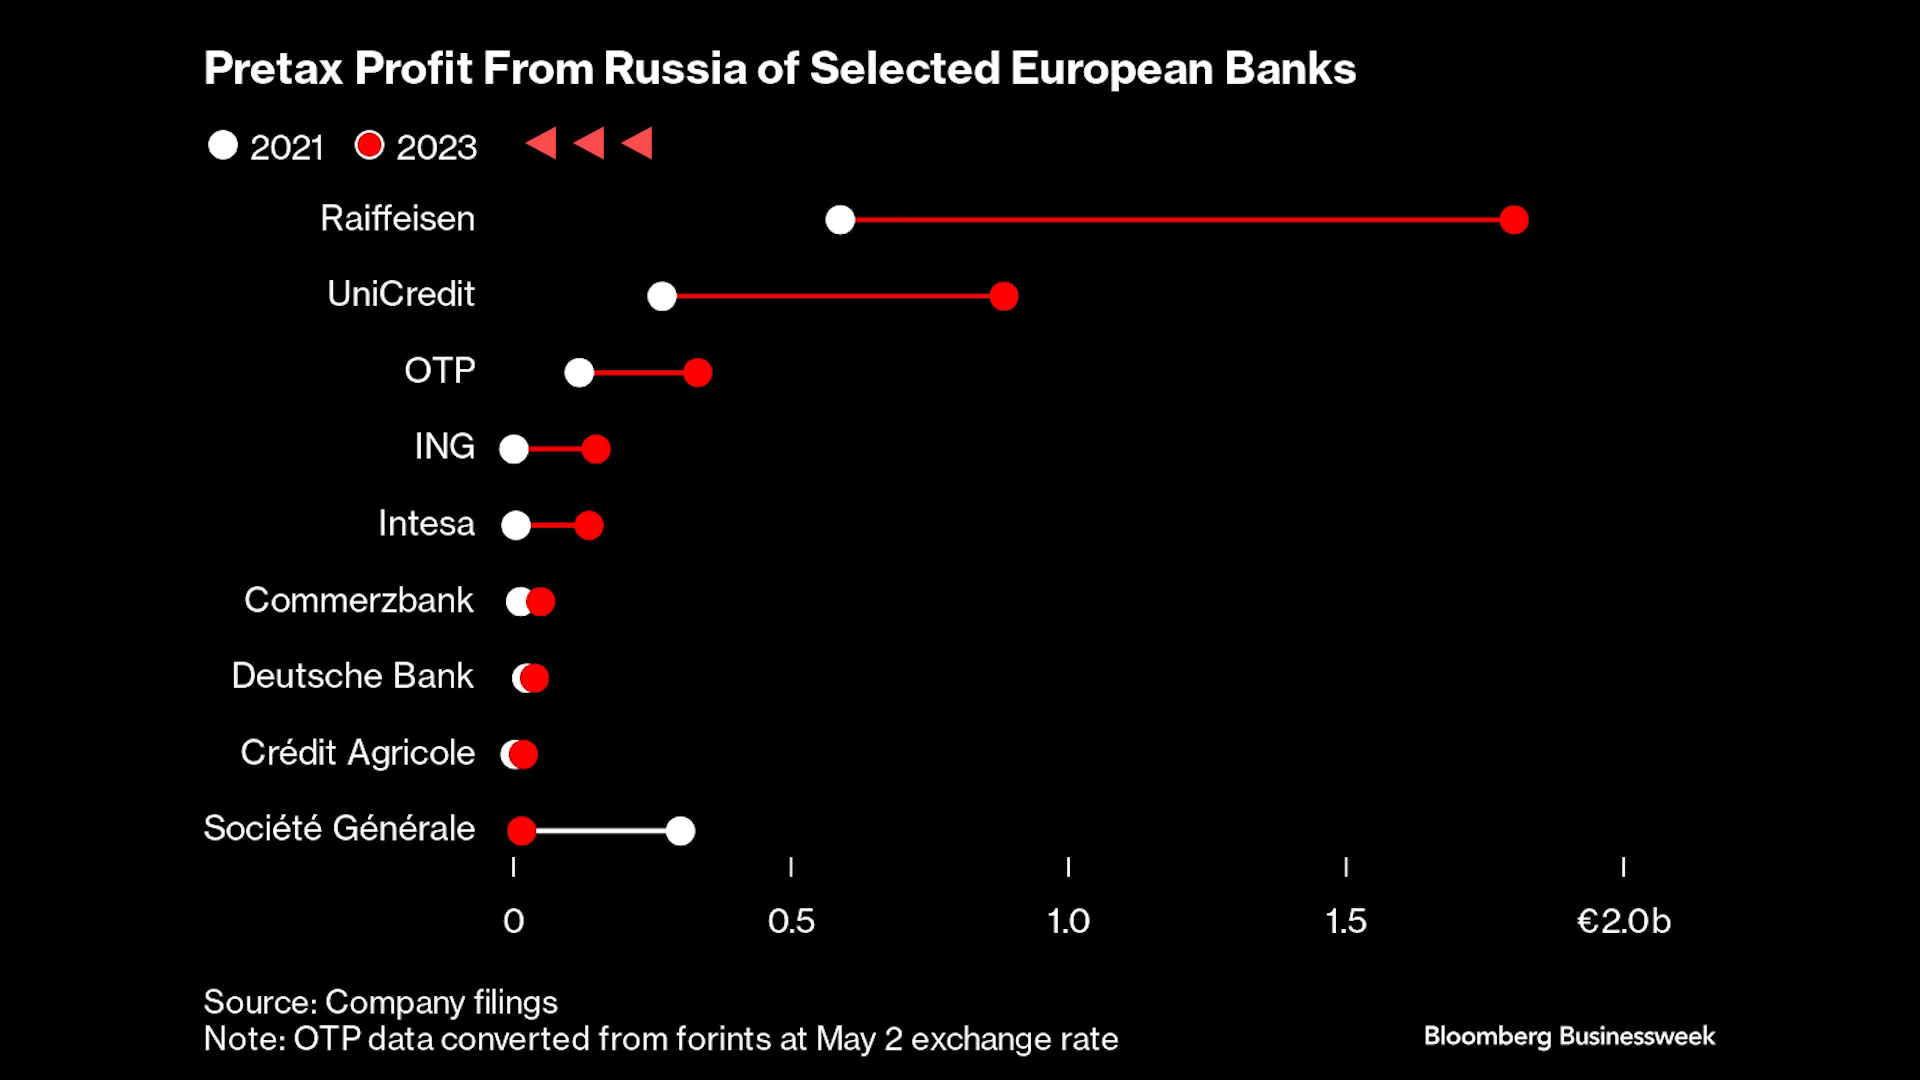 Pretax Profit From Russia of Selected European Banks
2021 2023
Raiffeisen
UniCredit
OTP
ING
Intesa
Commerzbank
Deutsche Bank
Crédit Agricole
Société Générale
0 0.5 1.0 1.5 €2.0b
Source: Company filings
Note: OTP data converted from forints at May 2 exchange rate
Bloomberg Businessweek